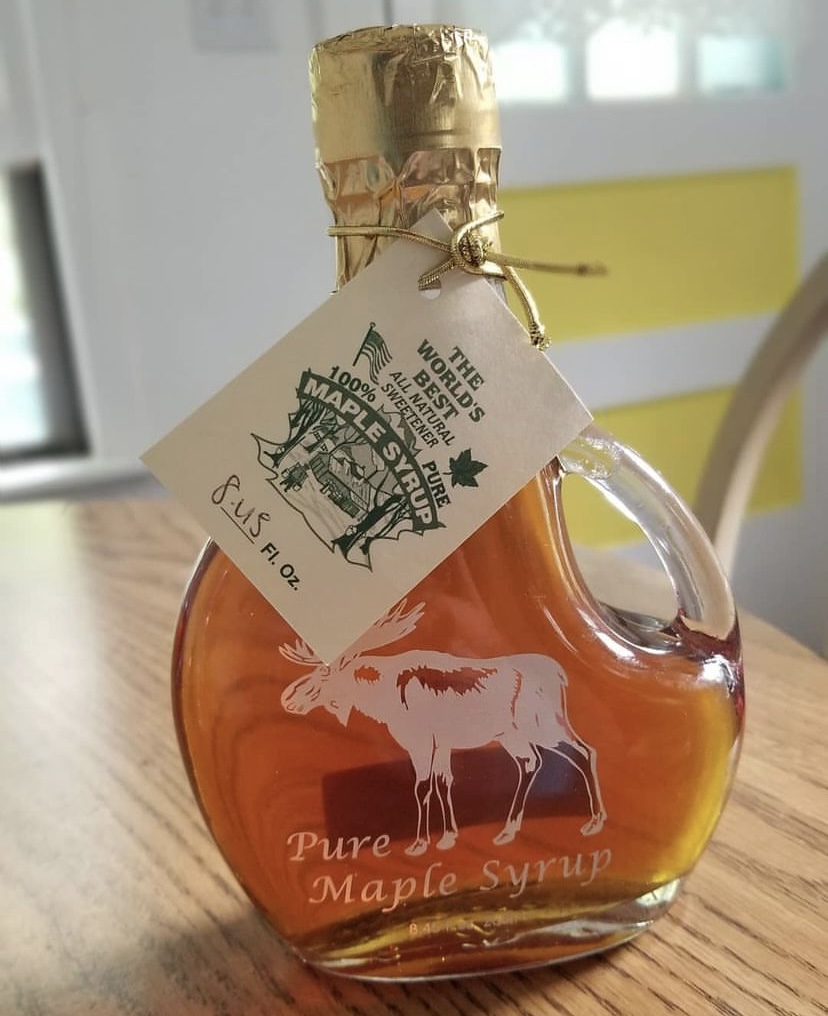 THE
WORLD'S
BEST
ALL NATURAL
SWEETENER
100% PURE
MAPLE SYRUP
8.45 Fl. Oz.
Pure
Maple Syrup